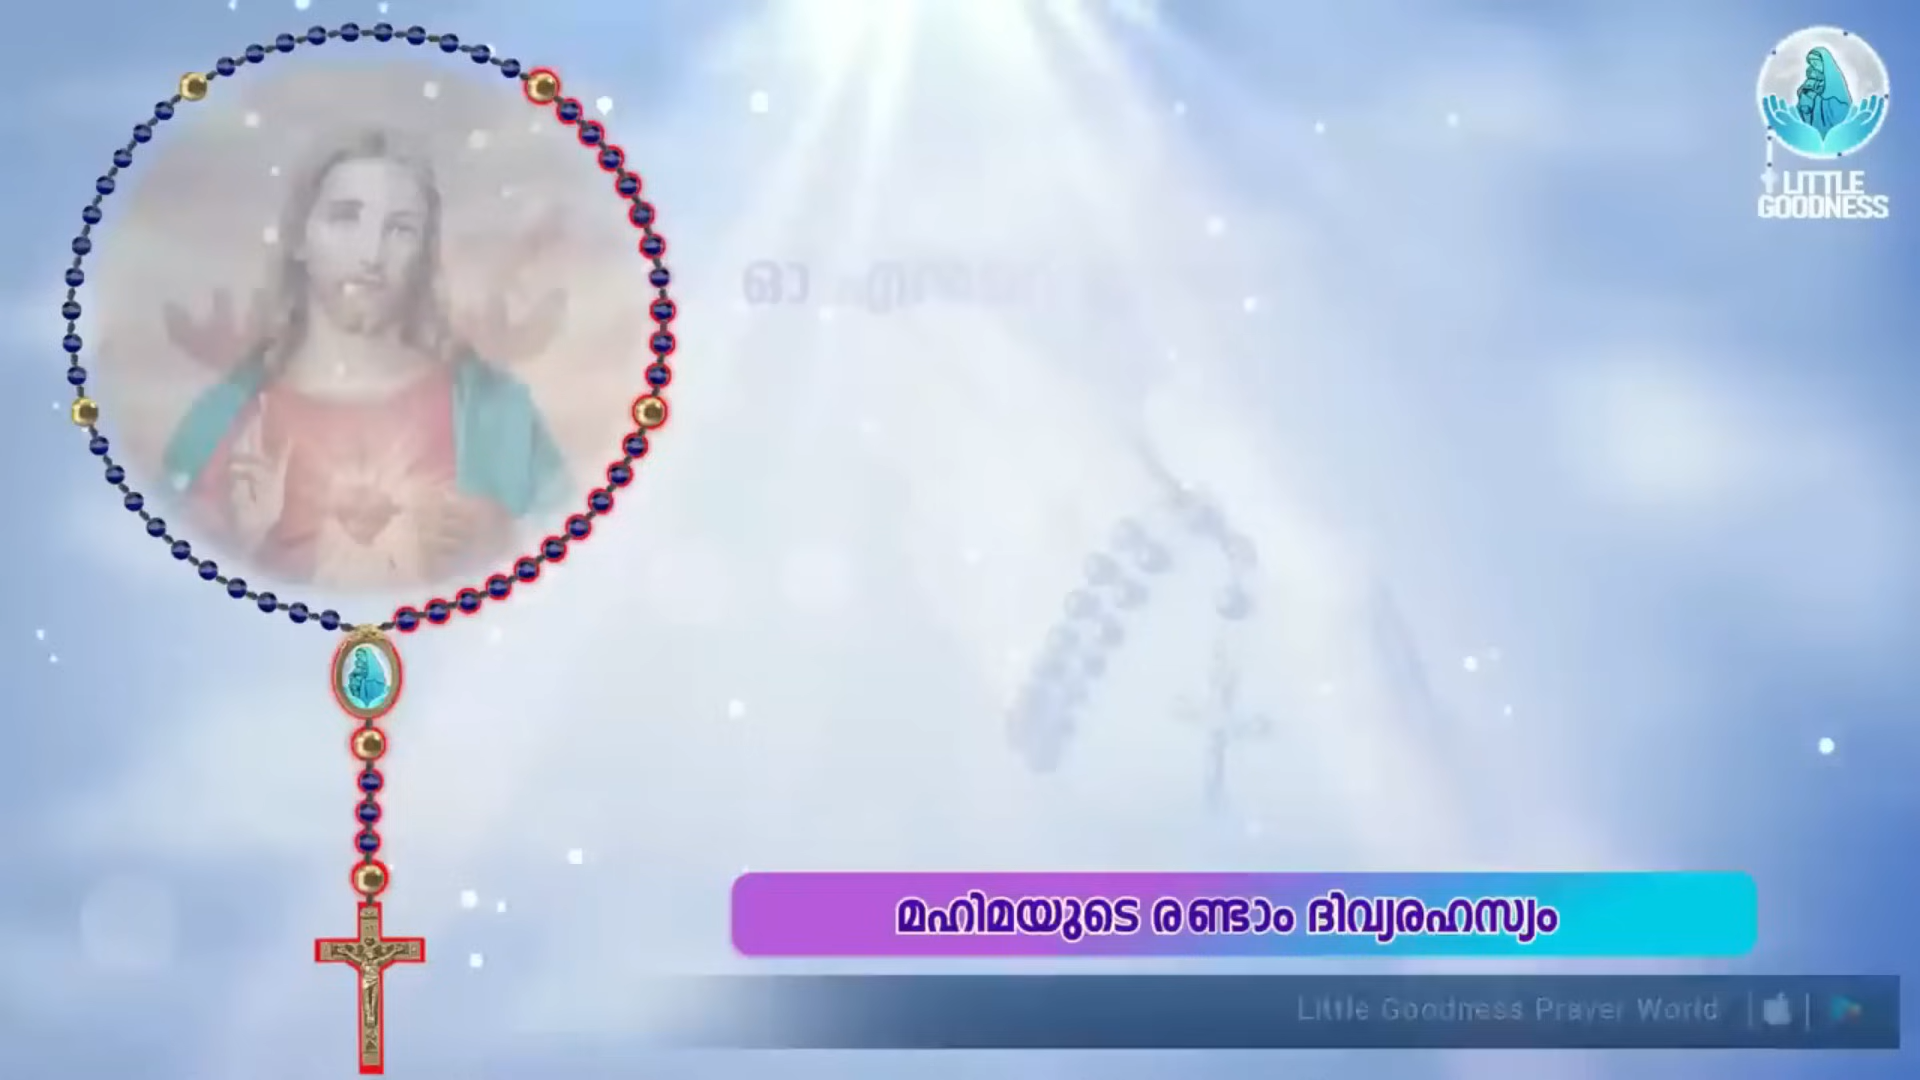 LITTLE
GOODNESS
ഓ
മഹിമയുടെ രണ്ടാം ദിവ്യരഹസ്യം
Little Goodness Prayer World